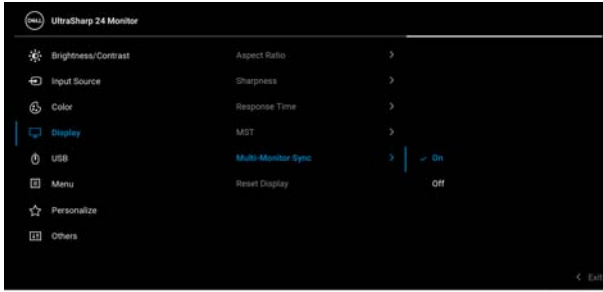 DELL UltraSharp 24 Monitor
Brightness/Contrast Aspect Ratio
Input Source Sharpness
Color Response Time
Display MST
USB Multi-Monitor Sync On
Menu Reset Display Off
Personalize
Others
Exit